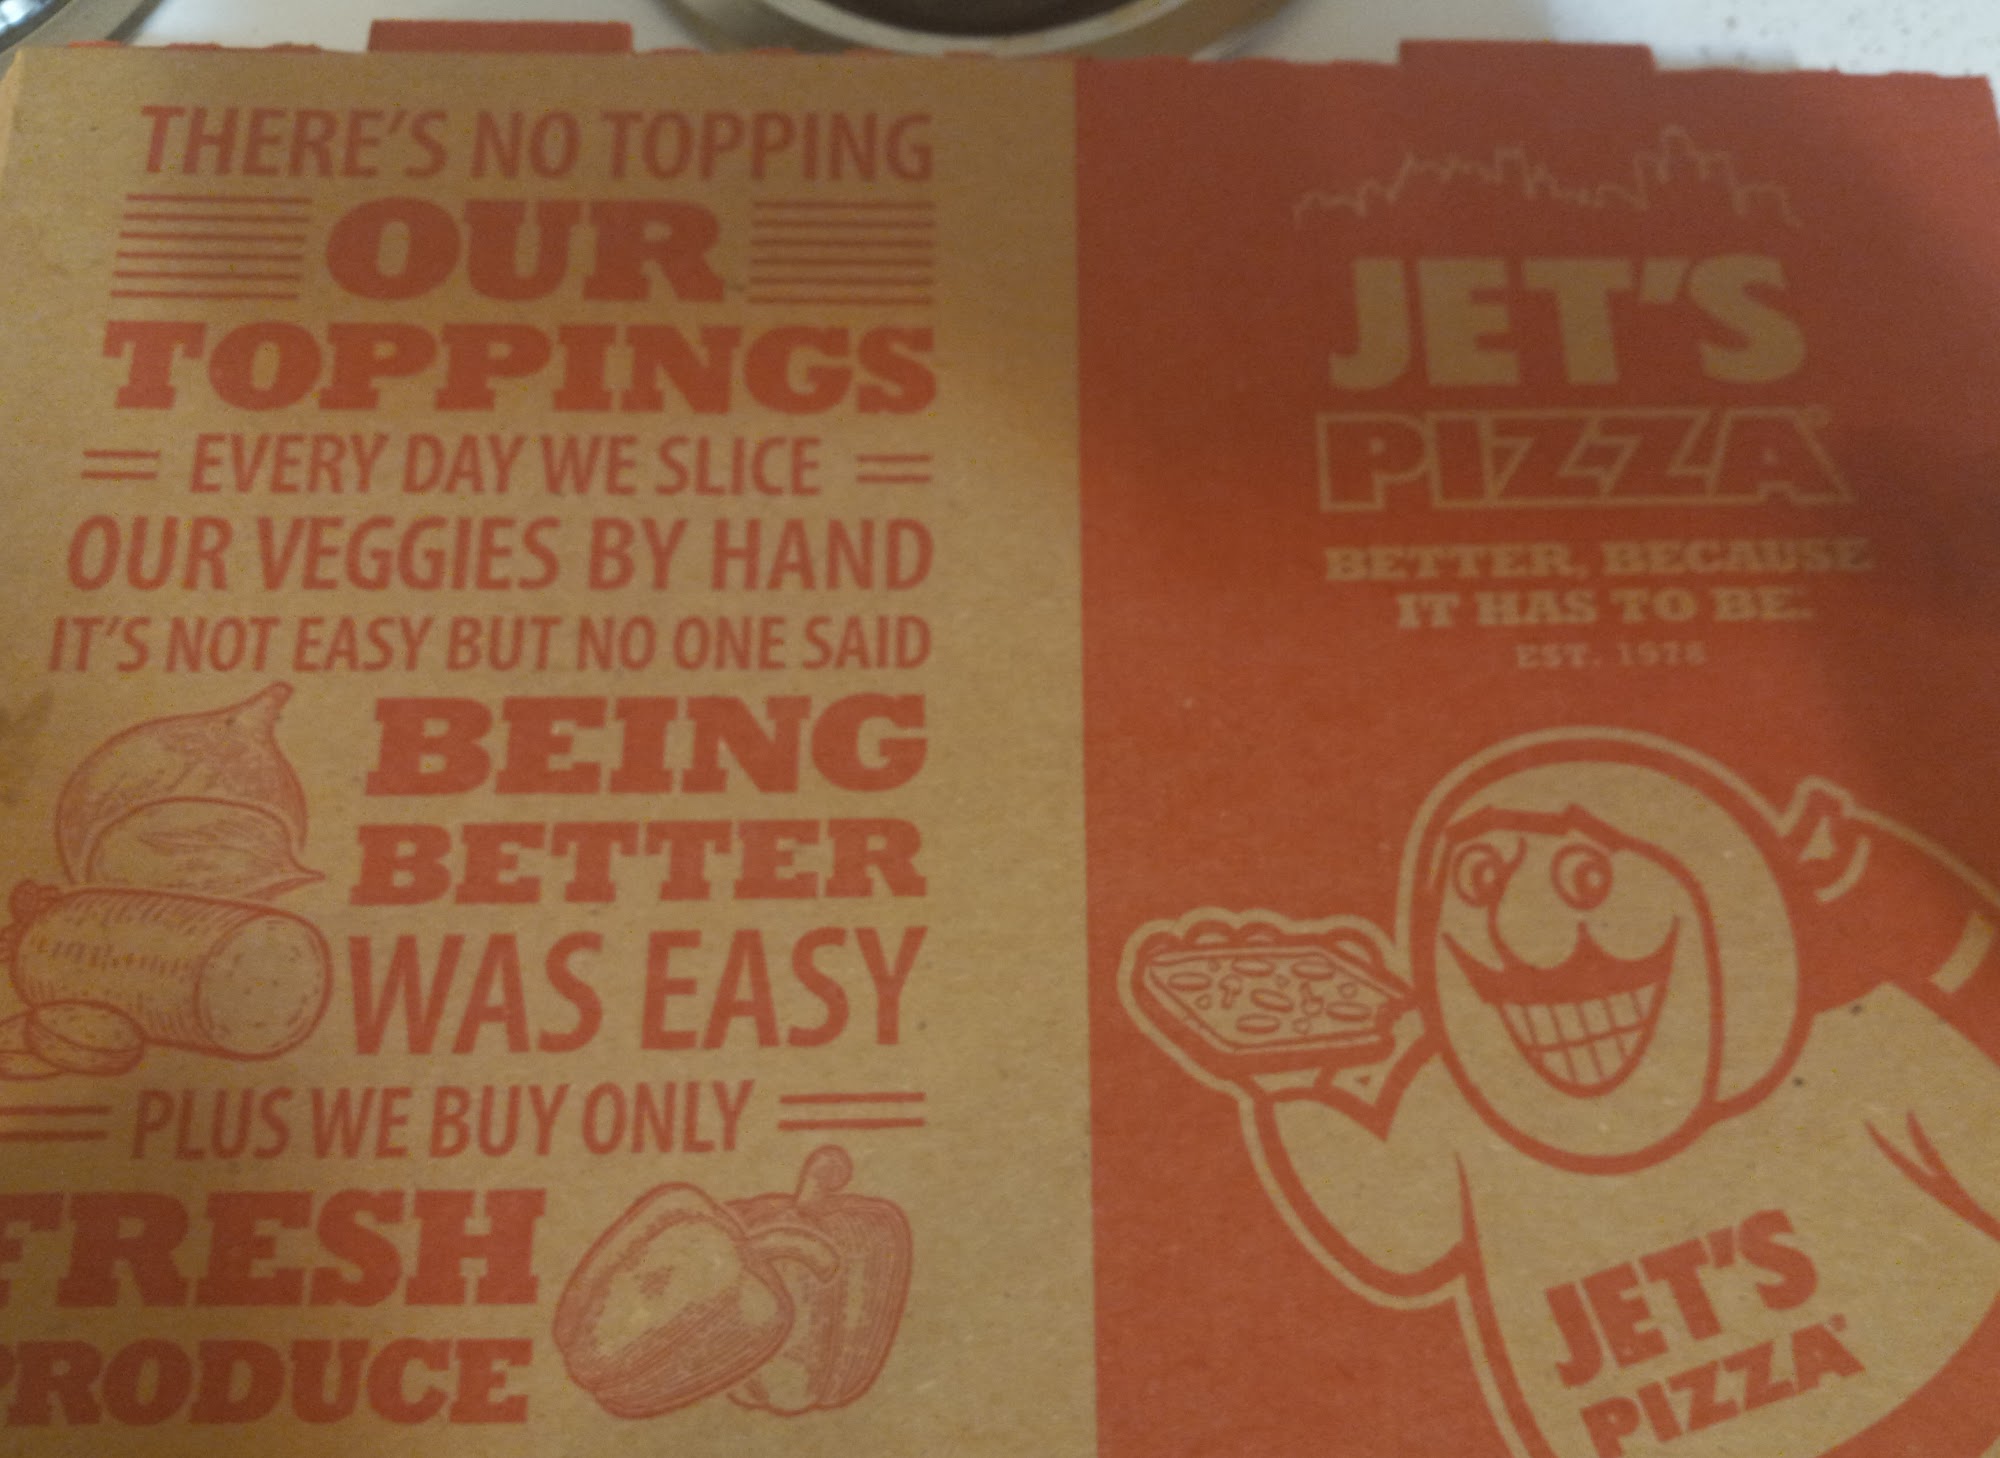 THERE'S NO TOPPING
OUR
TOPPINGS
EVERY DAY WE SLICE
OUR VEGGIES BY HAND
IT'S NOT EASY BUT NO ONE SAID
BEING
BETTER
WAS EASY
PLUS WE BUY ONLY
FRESH
PRODUCE
JET'S
PIZZA®
BETTER, BECAUSE
IT HAS TO BE.
EST. 1978
JET'S
PIZZA